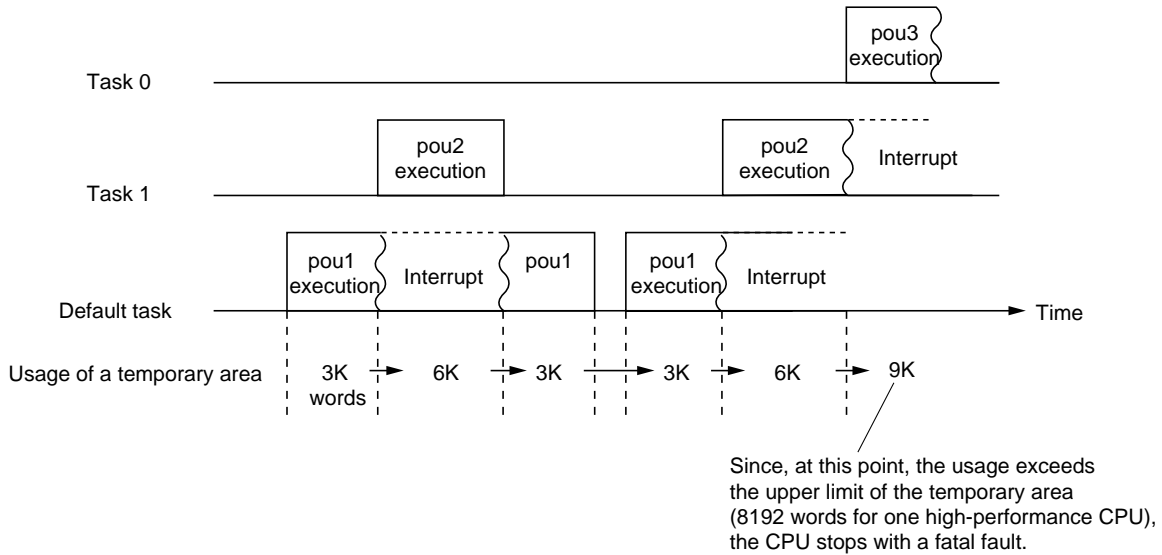 pou3
execution
Task 0
pou2
execution
pou2
execution
Interrupt
Task 1
pou1
execution
Interrupt
pou1
pou1
execution
Interrupt
Default task
Time
Usage of a temporary area
3K
words
6K
3K
3K
6K
9K
Since, at this point, the usage exceeds
the upper limit of the temporary area
(8192 words for one high-performance CPU),
the CPU stops with a fatal fault.